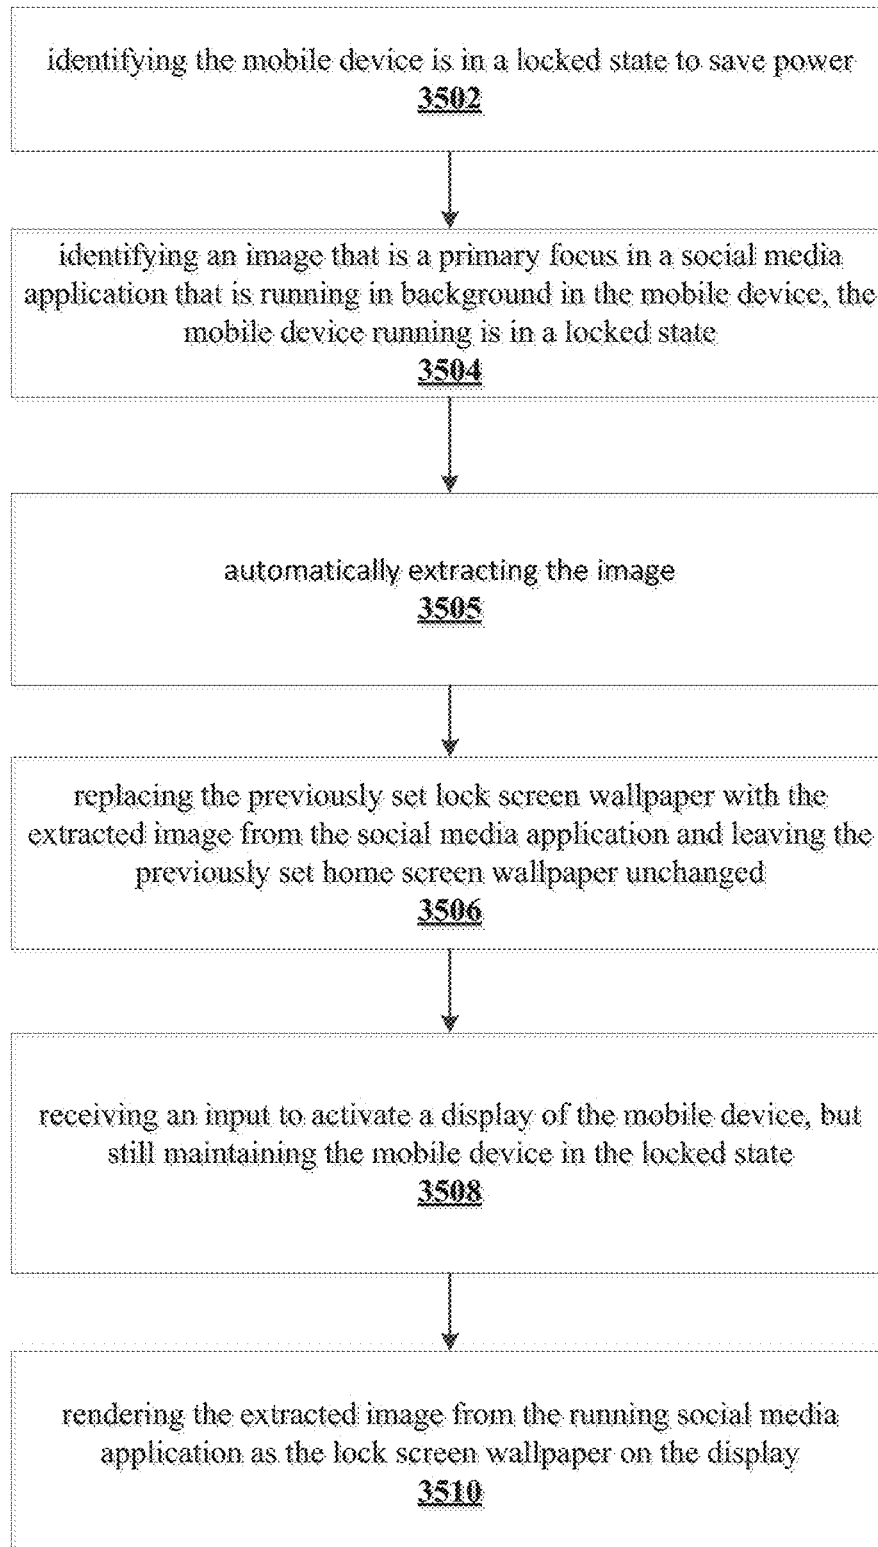 identifying the mobile device is in a locked state to save power
3502
identifying an image that is a primary focus in a social media
application that is running in background in the mobile device, the
mobile device running is in a locked state
3504
automatically extracting the image
3505
replacing the previously set lock screen wallpaper with the
extracted image from the social media application and leaving the
previously set home screen wallpaper unchanged
3506
receiving an input to activate a display of the mobile device, but
still maintaining the mobile device in the locked state
3508
rendering the extracted image from the running social media
application as the lock screen wallpaper on the display
3510